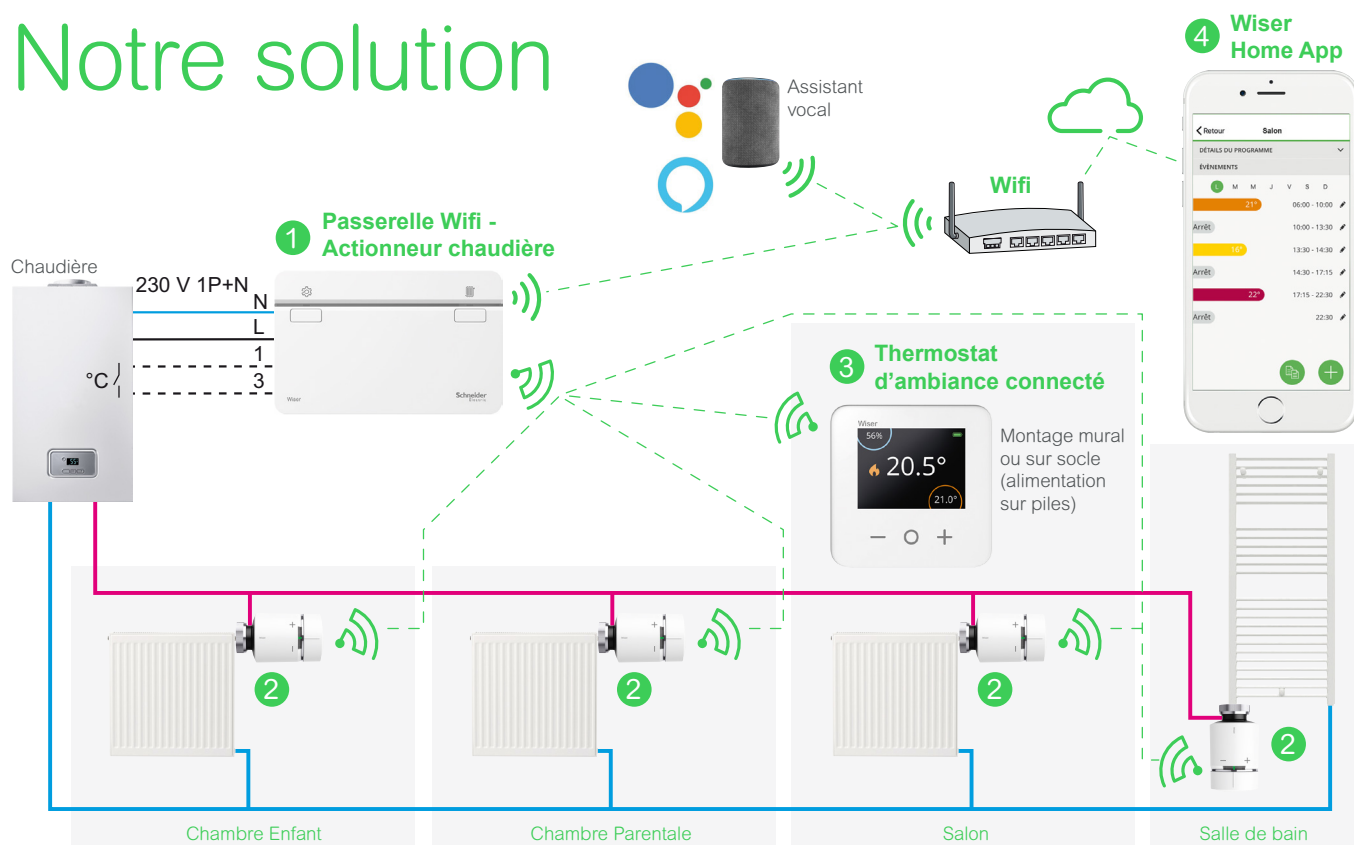 Notre solution
Assistant
vocal
4
Wiser
Home App
Retour
Salon
DÉTAILS DU PROGRAMME
ÉVÈNEMENTS
L M M J V S D
21° 06:00 - 10:00
Arrêt 10:00 - 13:30
16° 13:30 - 14:30
Arrêt 14:30 - 17:15
22° 17:15 - 22:30
Arrêt 22:30
Wifi
1
Passerelle Wifi -
Actionneur chaudière
Chaudière
230 V 1P+N
N
L
1
3
°C
Wiser
Schneider
Electric
3
Thermostat
d'ambiance connecté
Wiser
56%
20.5°
21.0°
Montage mural
ou sur socle
(alimentation
sur piles)
2
2
2
2
Chambre Enfant
Chambre Parentale
Salon
Salle de bain